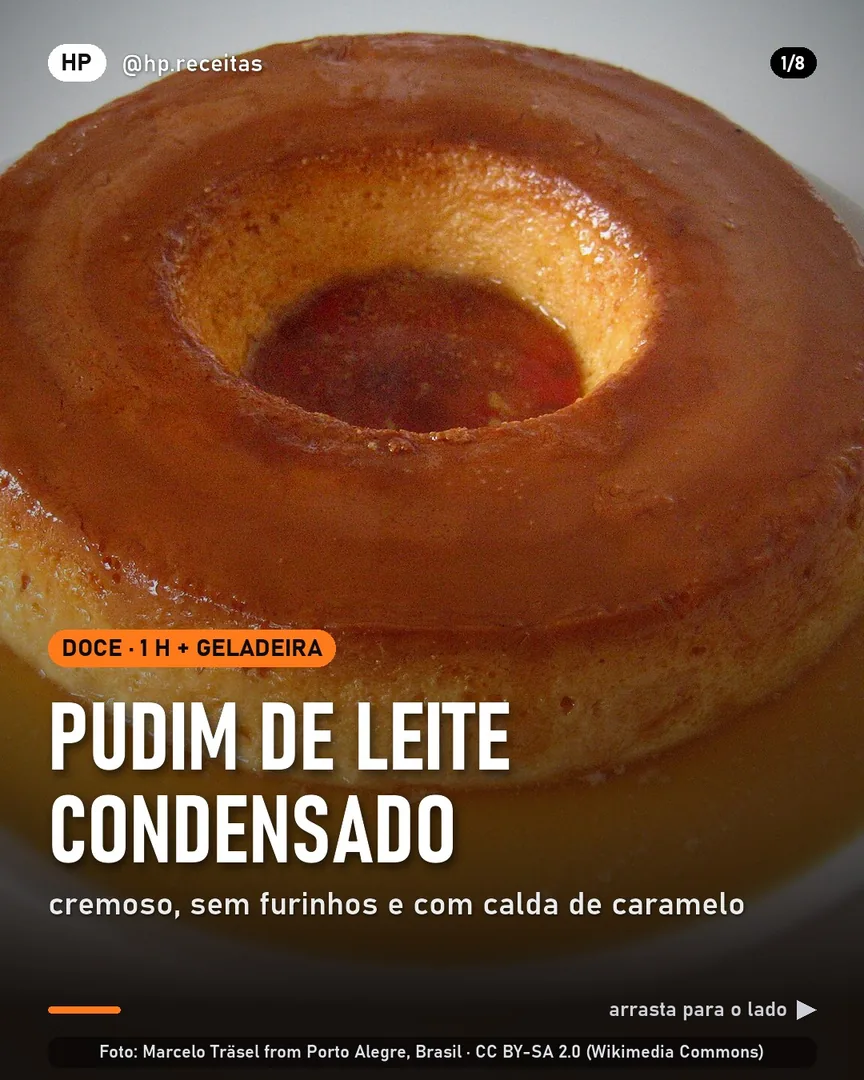 HP @hp.receitas 1/8
DOCE · 1 H + GELADEIRA
PUDIM DE LEITE
CONDENSADO
cremoso, sem furinhos e com calda de caramelo
arrasta para o lado ▶
Foto: Marcelo Träsel from Porto Alegre, Brasil · CC BY-SA 2.0 (Wikimedia Commons)